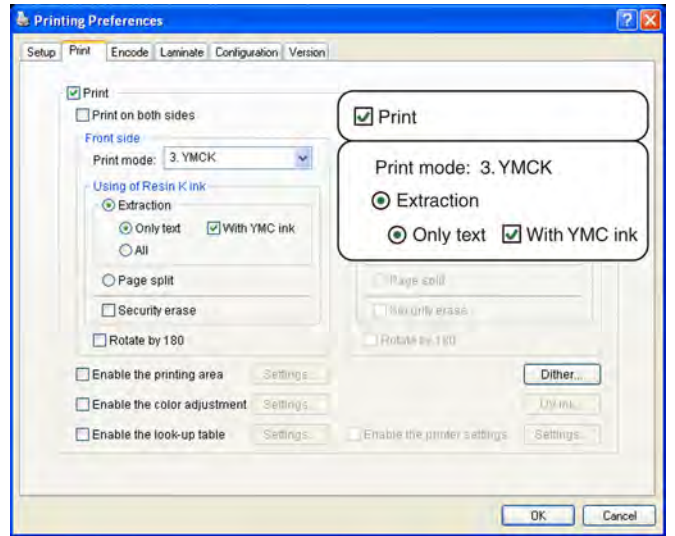 Printing Preferences
Setup Print Encode Laminate Configuration Version
Print
Print on both sides
Front side
Print mode: 3. YMCK
Using of Resin K ink
Extraction
Only text With YMC ink
All
Page split
Security erase
Rotate by 180
Print
Print mode: 3. YMCK
Extraction
Only text With YMC ink
Page split
Security erase
Rotate by 180
Enable the printing area Settings... Dither...
Enable the color adjustment Settings... UV ink...
Enable the look-up table Settings... Enable the printer settings Settings...
OK Cancel